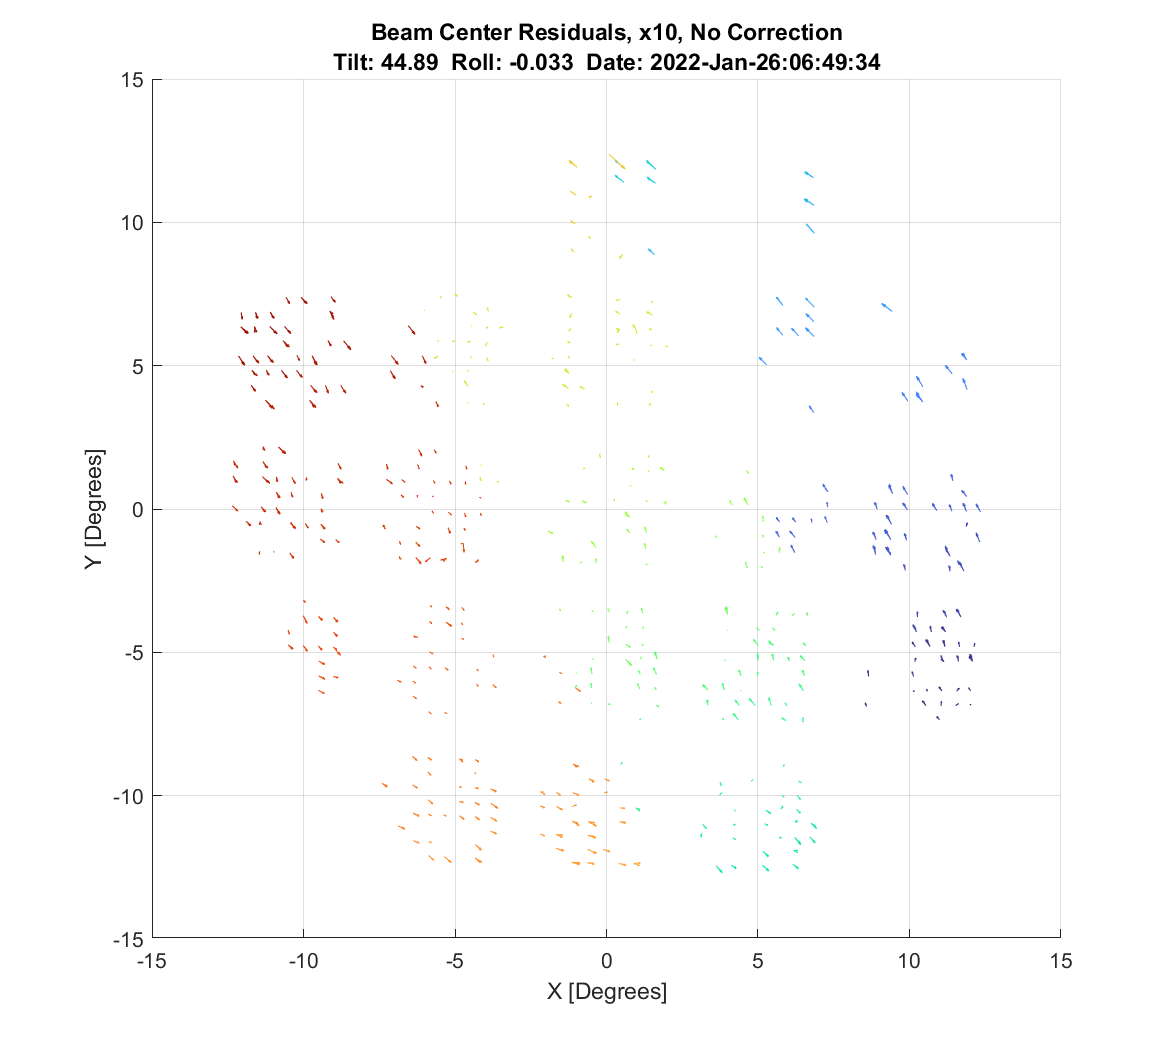 Beam Center Residuals, x10, No Correction
Tilt: 44.89  Roll: -0.033  Date: 2022-Jan-26:06:49:34
15
10
5
0
-5
-10
-15
Y [Degrees]
-15 -10 -5 0 5 10 15
X [Degrees]